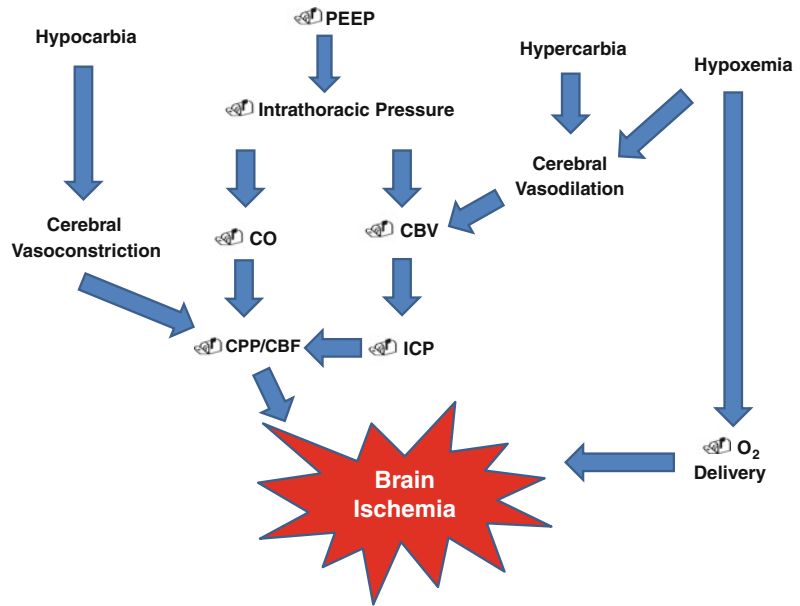 PEEP
Hypocarbia
Hypercarbia
Hypoxemia
Intrathoracic Pressure
Cerebral
Vasodilation
Cerebral
Vasoconstriction
CO
CBV
CPP/CBF
ICP
O₂
Delivery
Brain
Ischemia